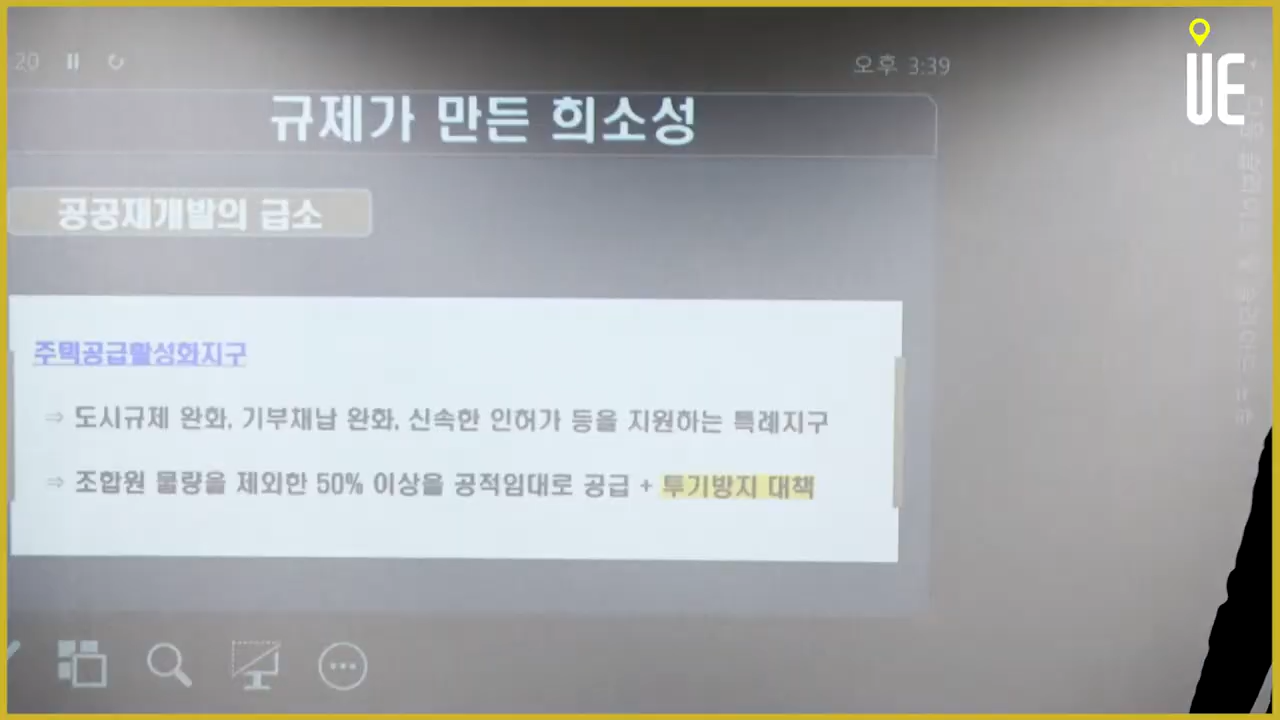 20
오후 3:39
UE
규제가 만든 희소성
공공재개발의 급소
주택공급활성화지구
⇒ 도시규제 완화, 기부채납 완화, 신속한 인허가 등을 지원하는 특례지구
⇒ 조합원 물량을 제외한 50% 이상을 공적임대로 공급 + 투기방지 대책